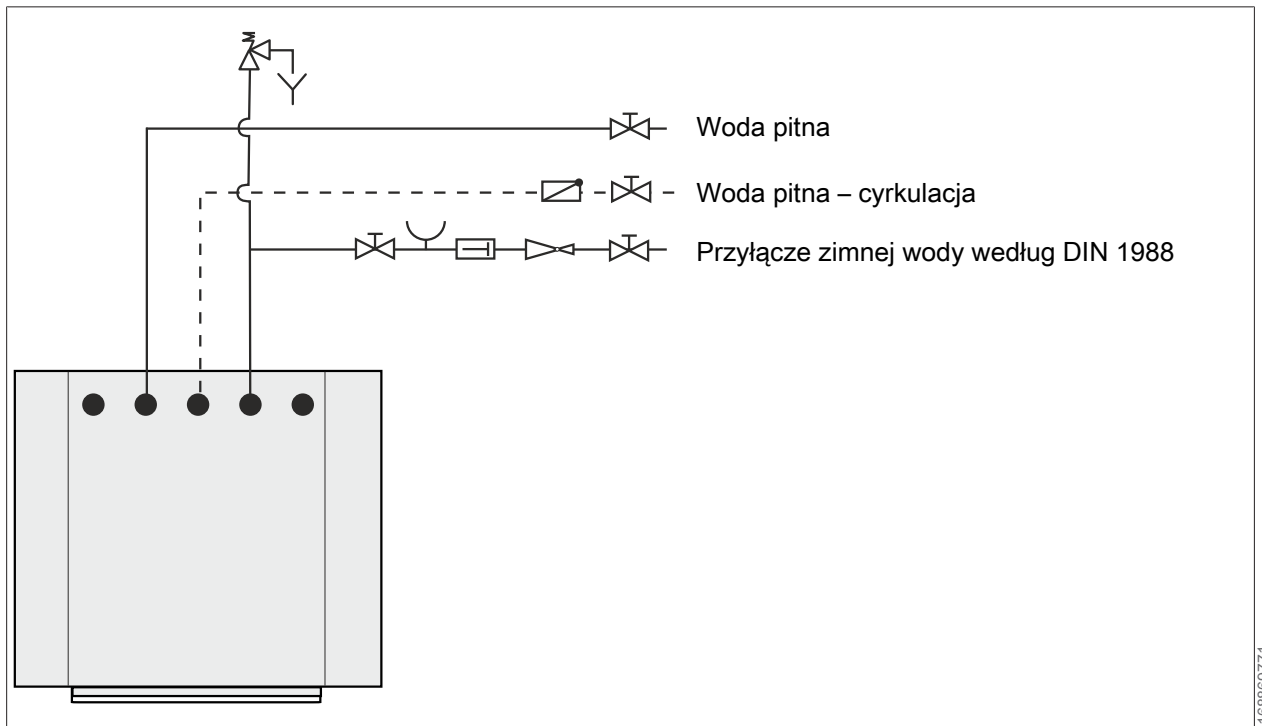 Woda pitna
Woda pitna – cyrkulacja
Przyłącze zimnej wody według DIN 1988